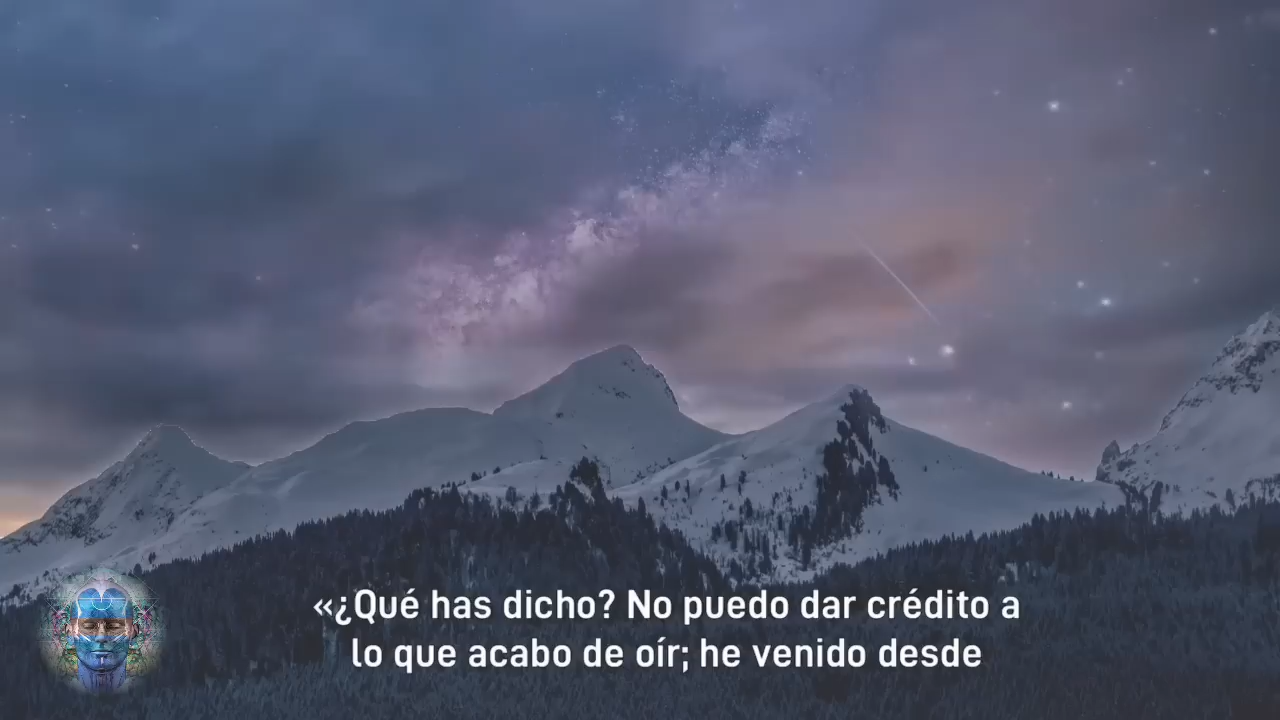 «¿Qué has dicho? No puedo dar crédito a
lo que acabo de oír; he venido desde